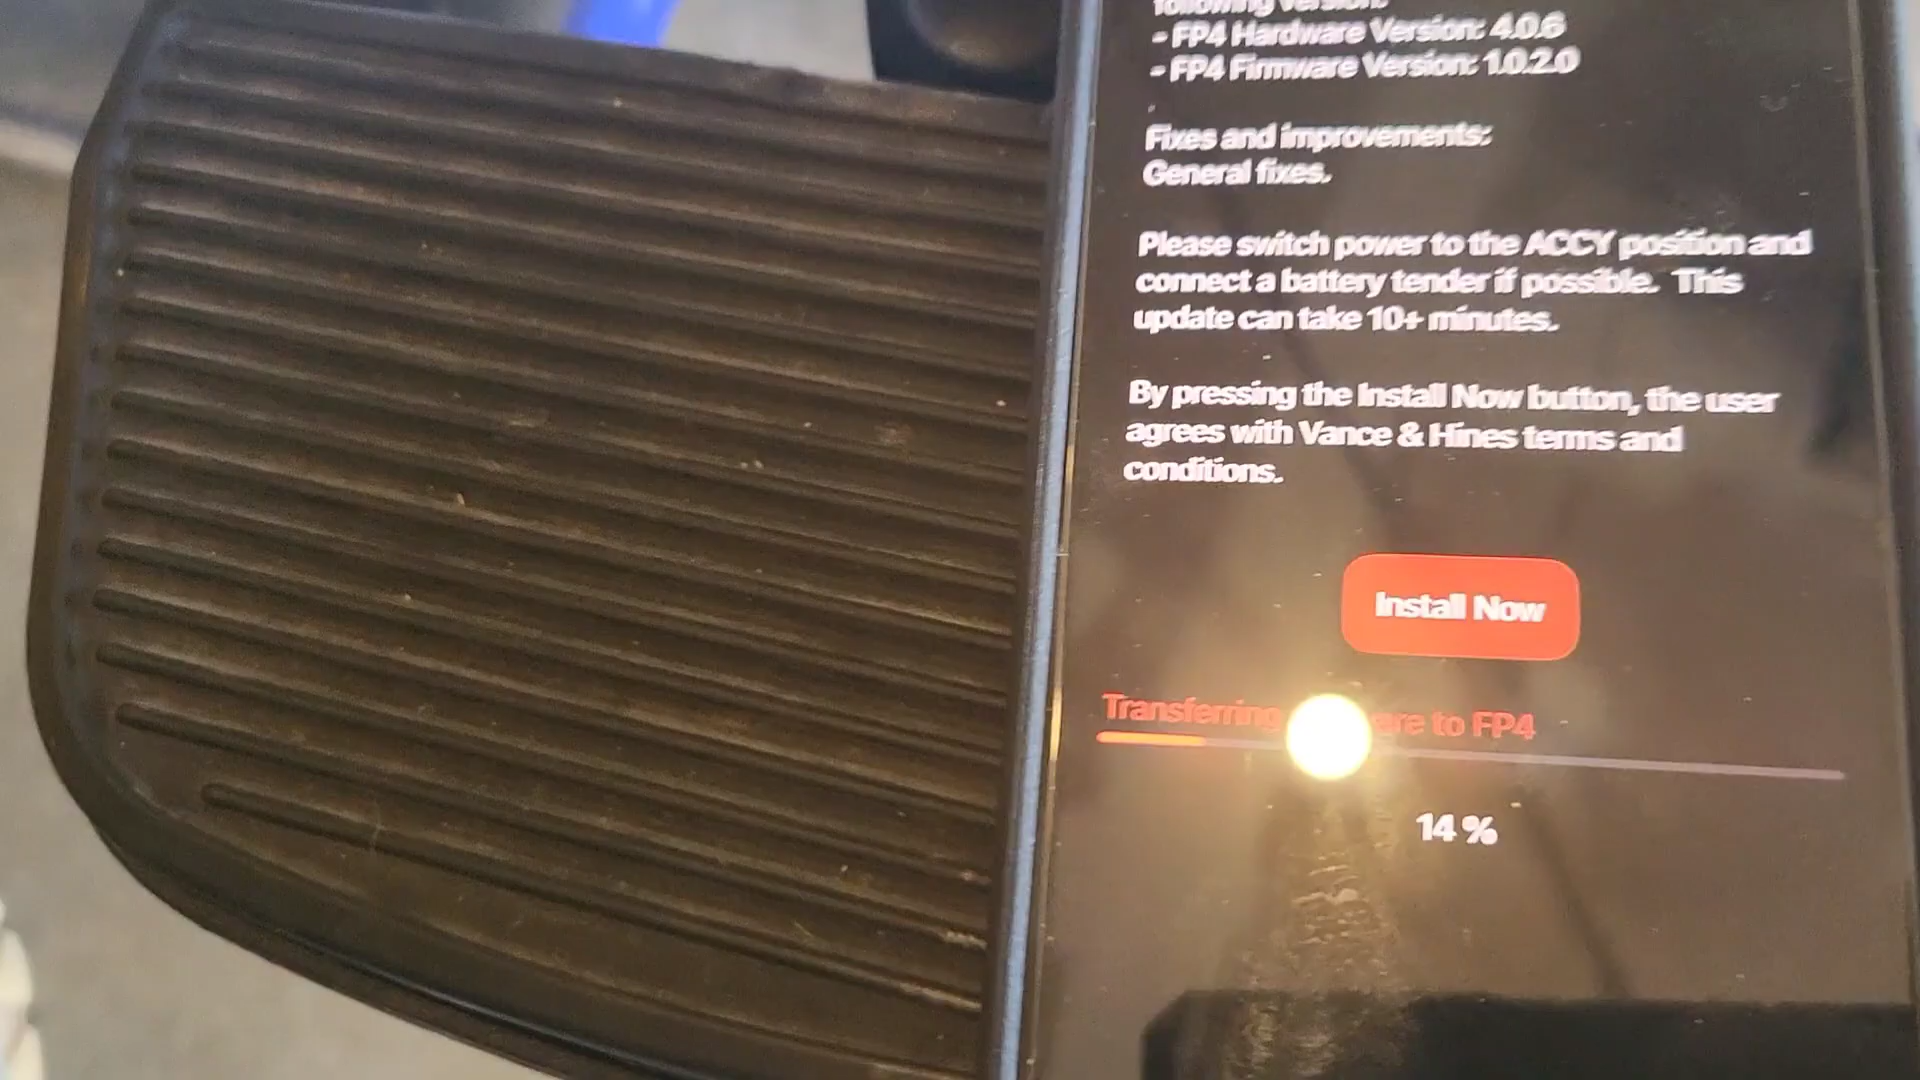 following version:
- FP4 Hardware Version: 4.0.6
- FP4 Firmware Version: 1.0.2.0
Fixes and improvements:
General fixes.
Please switch power to the ACCY position and
connect a battery tender if possible. This
update can take 10+ minutes.
By pressing the Install Now button, the user
agrees with Vance & Hines terms and
conditions.
Install Now
Transferring to FP4
14 %